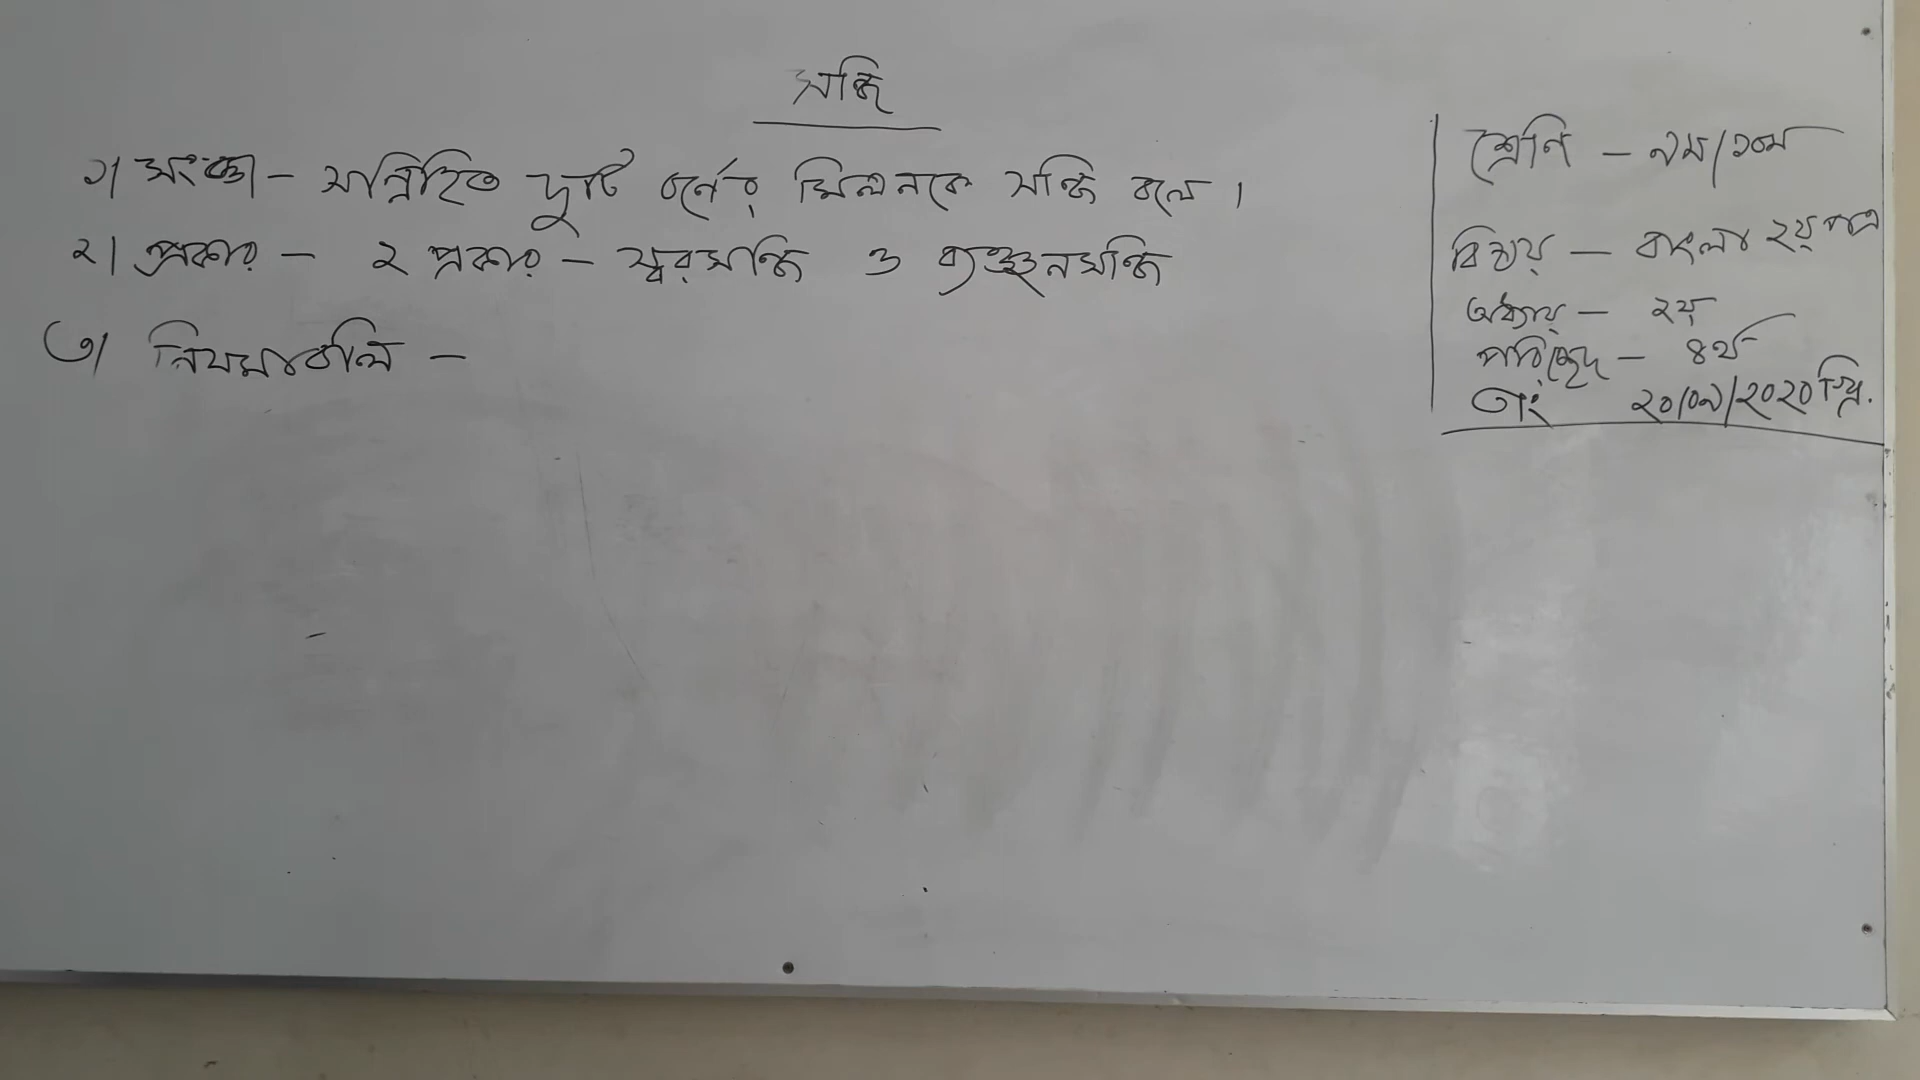 সন্ধি
১। সংজ্ঞা – সন্নিহিত দুটি বর্ণের মিলনকে সন্ধি বলে।
২। প্রকার – ২ প্রকার – স্বরসন্ধি ও ব্যঞ্জনসন্ধি
৩। নিয়মাবলি –
শ্রেণি – ৯ম/১০ম
বিষয় – বাংলা ২য় পত্র
অধ্যায় – ২য়
পরিচ্ছেদ – ৪র্থ
তাং ২০/০৯/২০২০ খ্রি.